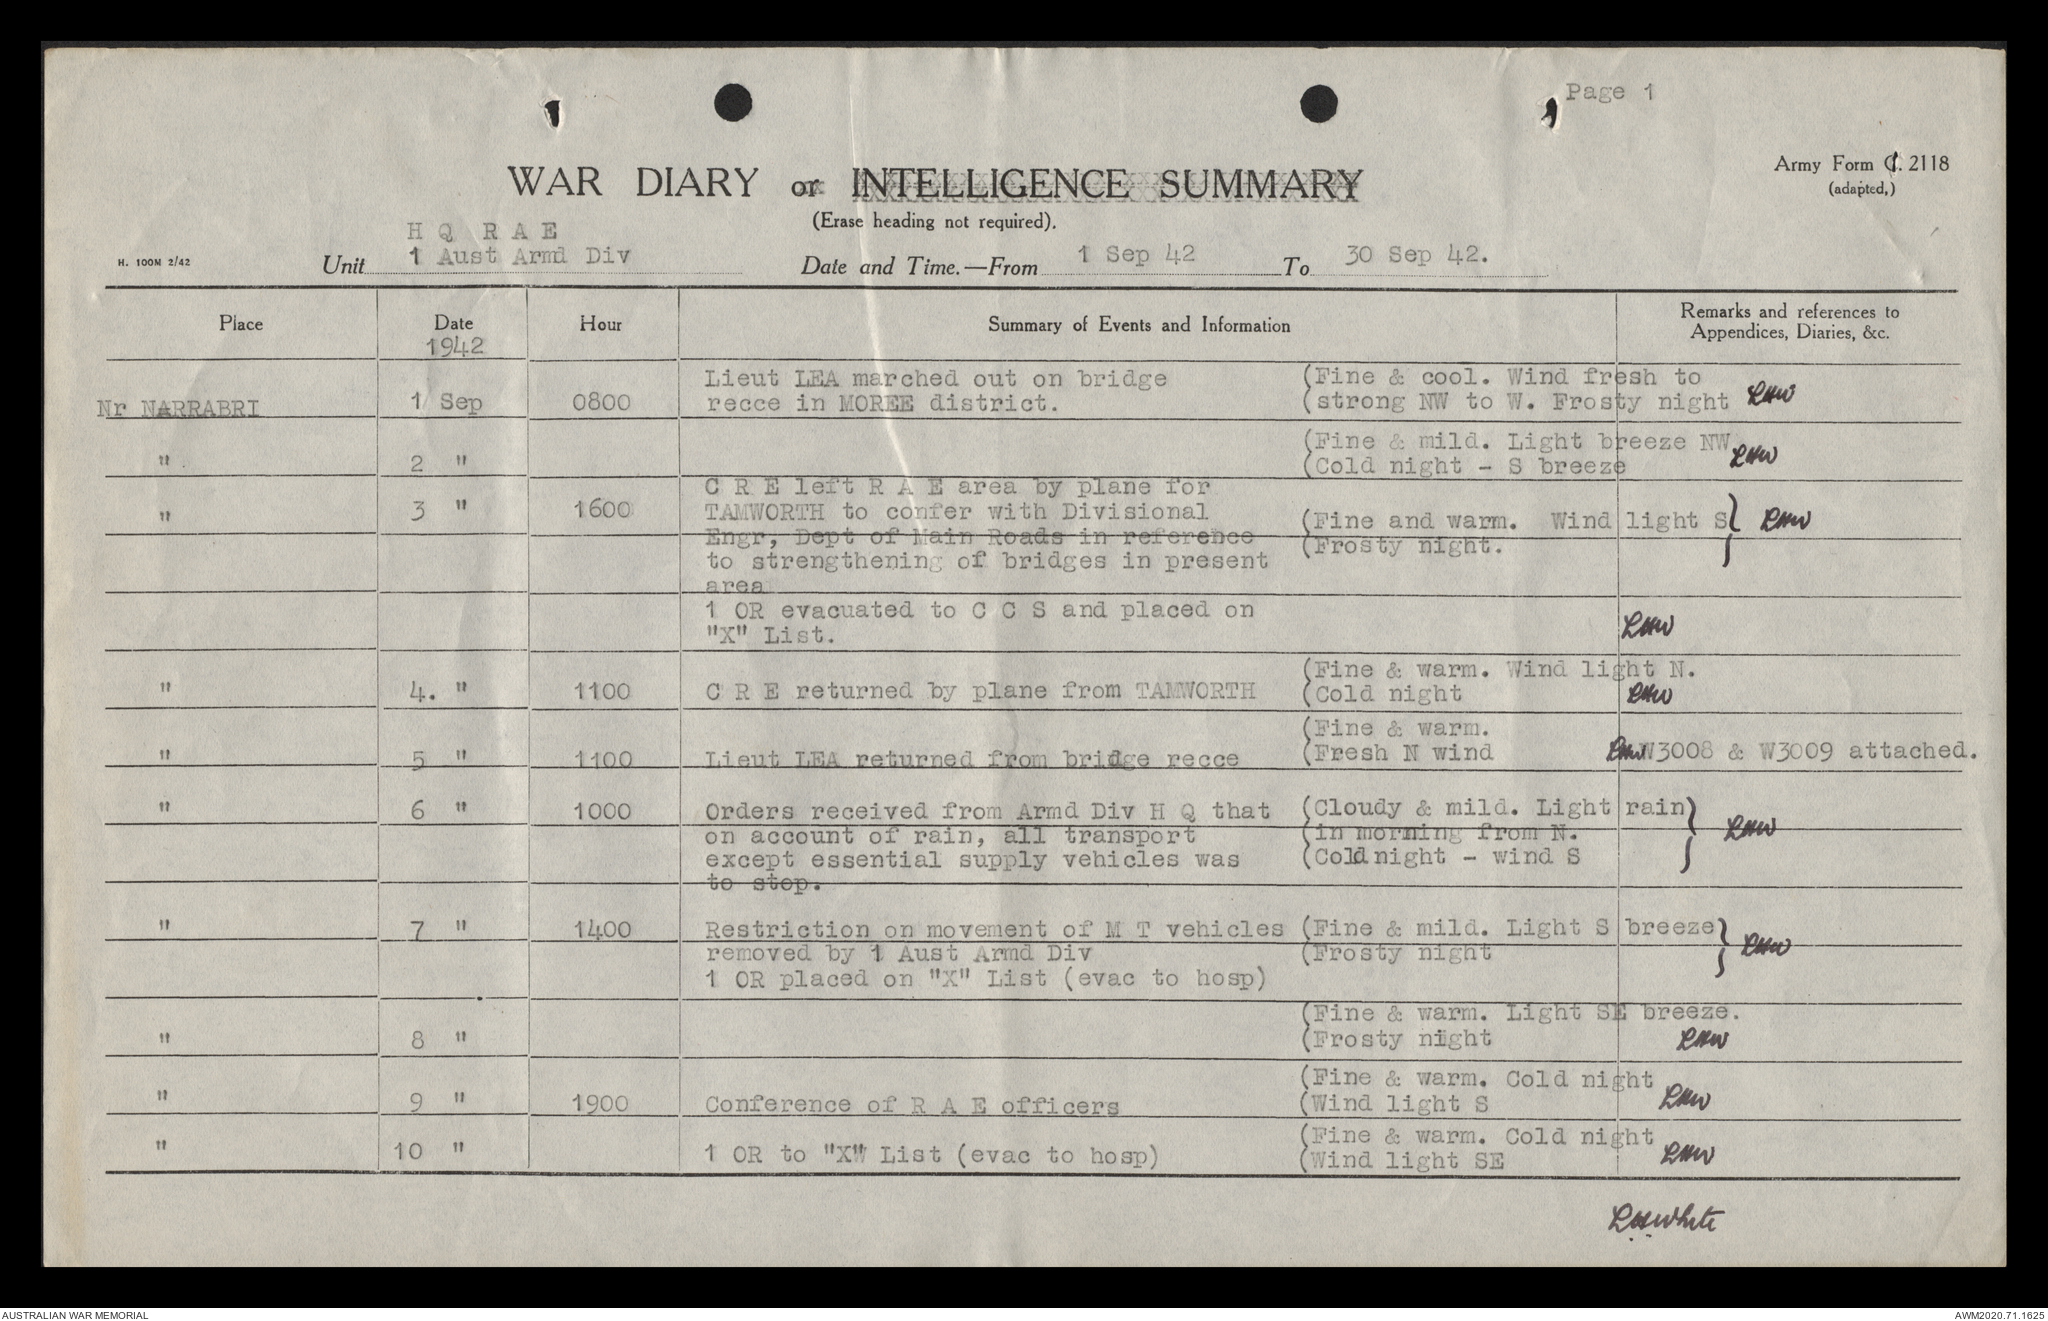 Page 1
Army Form C. 2118
(adapted,)
WAR DIARY or INTELLIGENCE SUMMARY
(Erase heading not required).
H Q R A E
H. 100M 2/42 Unit 1 Aust Armd Div Date and Time.—From 1 Sep 42 To 30 Sep 42.
Place Date Hour Summary of Events and Information Remarks and references to
Appendices, Diaries, &c.
1942
Lieut LEA marched out on bridge (Fine & cool. Wind fresh to
Nr NARRABRI 1 Sep 0800 recce in MOREE district. (strong NW to W. Frosty night LHW
(Fine & mild. Light breeze NW
" 2 " (Cold night - S breeze LHW
C R E left R A E area by plane for
" 3 " 1600 TAMWORTH to confer with Divisional (Fine and warm. Wind light S LHW
Engr, Dept of Main Roads in reference (Frosty night.
to strengthening of bridges in present
area
1 OR evacuated to C C S and placed on
"X" List. LHW
(Fine & warm. Wind light N.
" 4. " 1100 C R E returned by plane from TAMWORTH (Cold night LHW
(Fine & warm.
" 5 " 1100 Lieut LEA returned from bridge recce (Fresh N wind LHW W3008 & W3009 attached.
" 6 " 1000 Orders received from Armd Div H Q that (Cloudy & mild. Light rain
on account of rain, all transport (in morning from N. LHW
except essential supply vehicles was (Cold night - wind S
to stop.
" 7 " 1400 Restriction on movement of M T vehicles (Fine & mild. Light S breeze
removed by 1 Aust Armd Div (Frosty night LHW
1 OR placed on "X" List (evac to hosp)
(Fine & warm. Light SE breeze.
" 8 " (Frosty night LHW
(Fine & warm. Cold night
" 9 " 1900 Conference of R A E officers (Wind light S LHW
(Fine & warm. Cold night
" 10 " 1 OR to "X" List (evac to hosp) (Wind light SE LHW
LHWhite
AUSTRALIAN WAR MEMORIAL AWM2020.71.1625